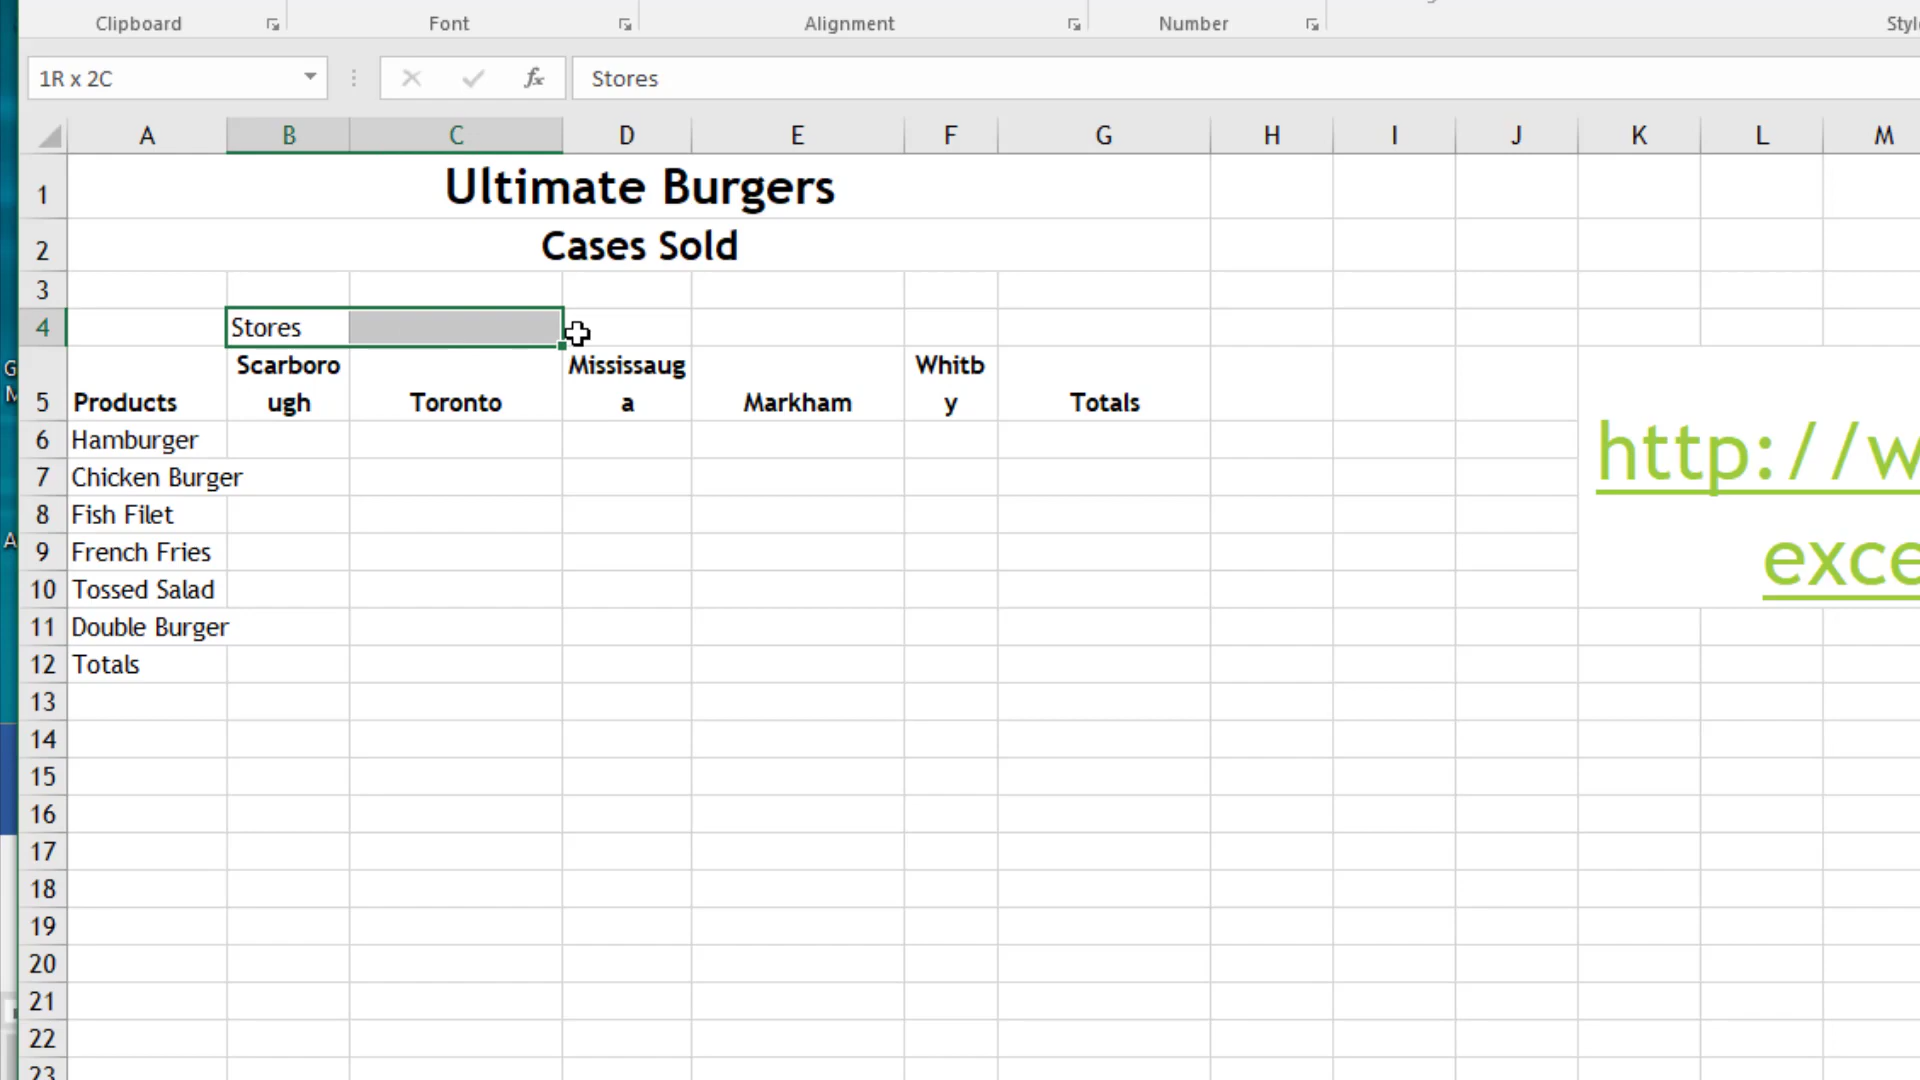 Clipboard Font Alignment Number Styl
1R x 2C fx Stores
A B C D E F G H I J K L M
1 Ultimate Burgers
2 Cases Sold
3
4 Stores
Scarboro Mississaug Whitb
5 Products ugh Toronto a Markham y Totals
6 Hamburger
http://w
7 Chicken Burger
8 Fish Filet
9 French Fries
exce
10 Tossed Salad
11 Double Burger
12 Totals
13
14
15
16
17
18
19
20
21
22
23
G
M
A